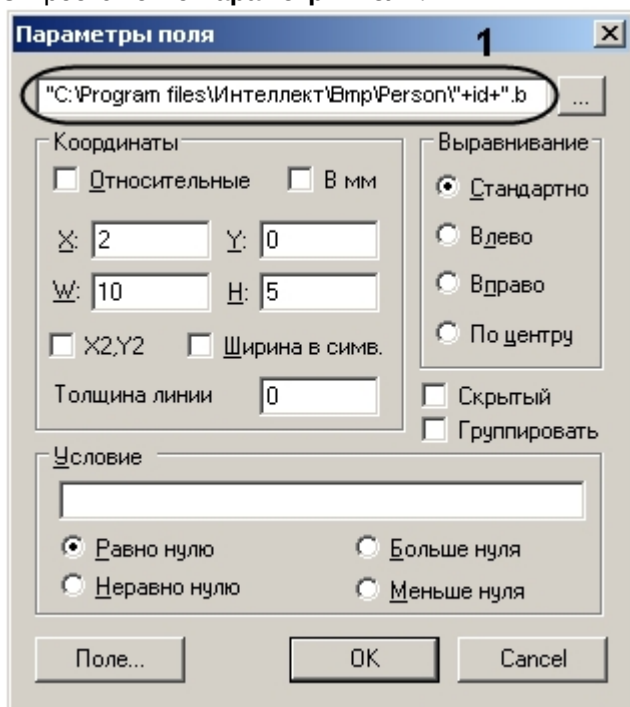 Параметры поля
1
"C:\Program files\Интеллект\Bmp\Person\"+id+".b
...
Координаты
Относительные В мм
X: 2 Y: 0
W: 10 H: 5
X2,Y2 Ширина в симв.
Толщина линии 0
Выравнивание
Стандартно
Влево
Вправо
По центру
Скрытый
Группировать
Условие
Равно нулю Больше нуля
Неравно нулю Меньше нуля
Поле... OK Cancel